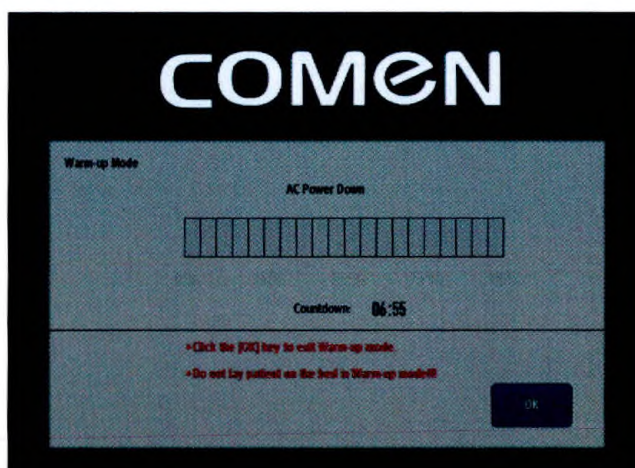 COMEN
Warm-up Mode
AC Power Down
Countdown: 06:55
*Click the [OK] key to exit Warm-up mode.
*Do not lay patient on the bed in Warm-up mode!!!
OK